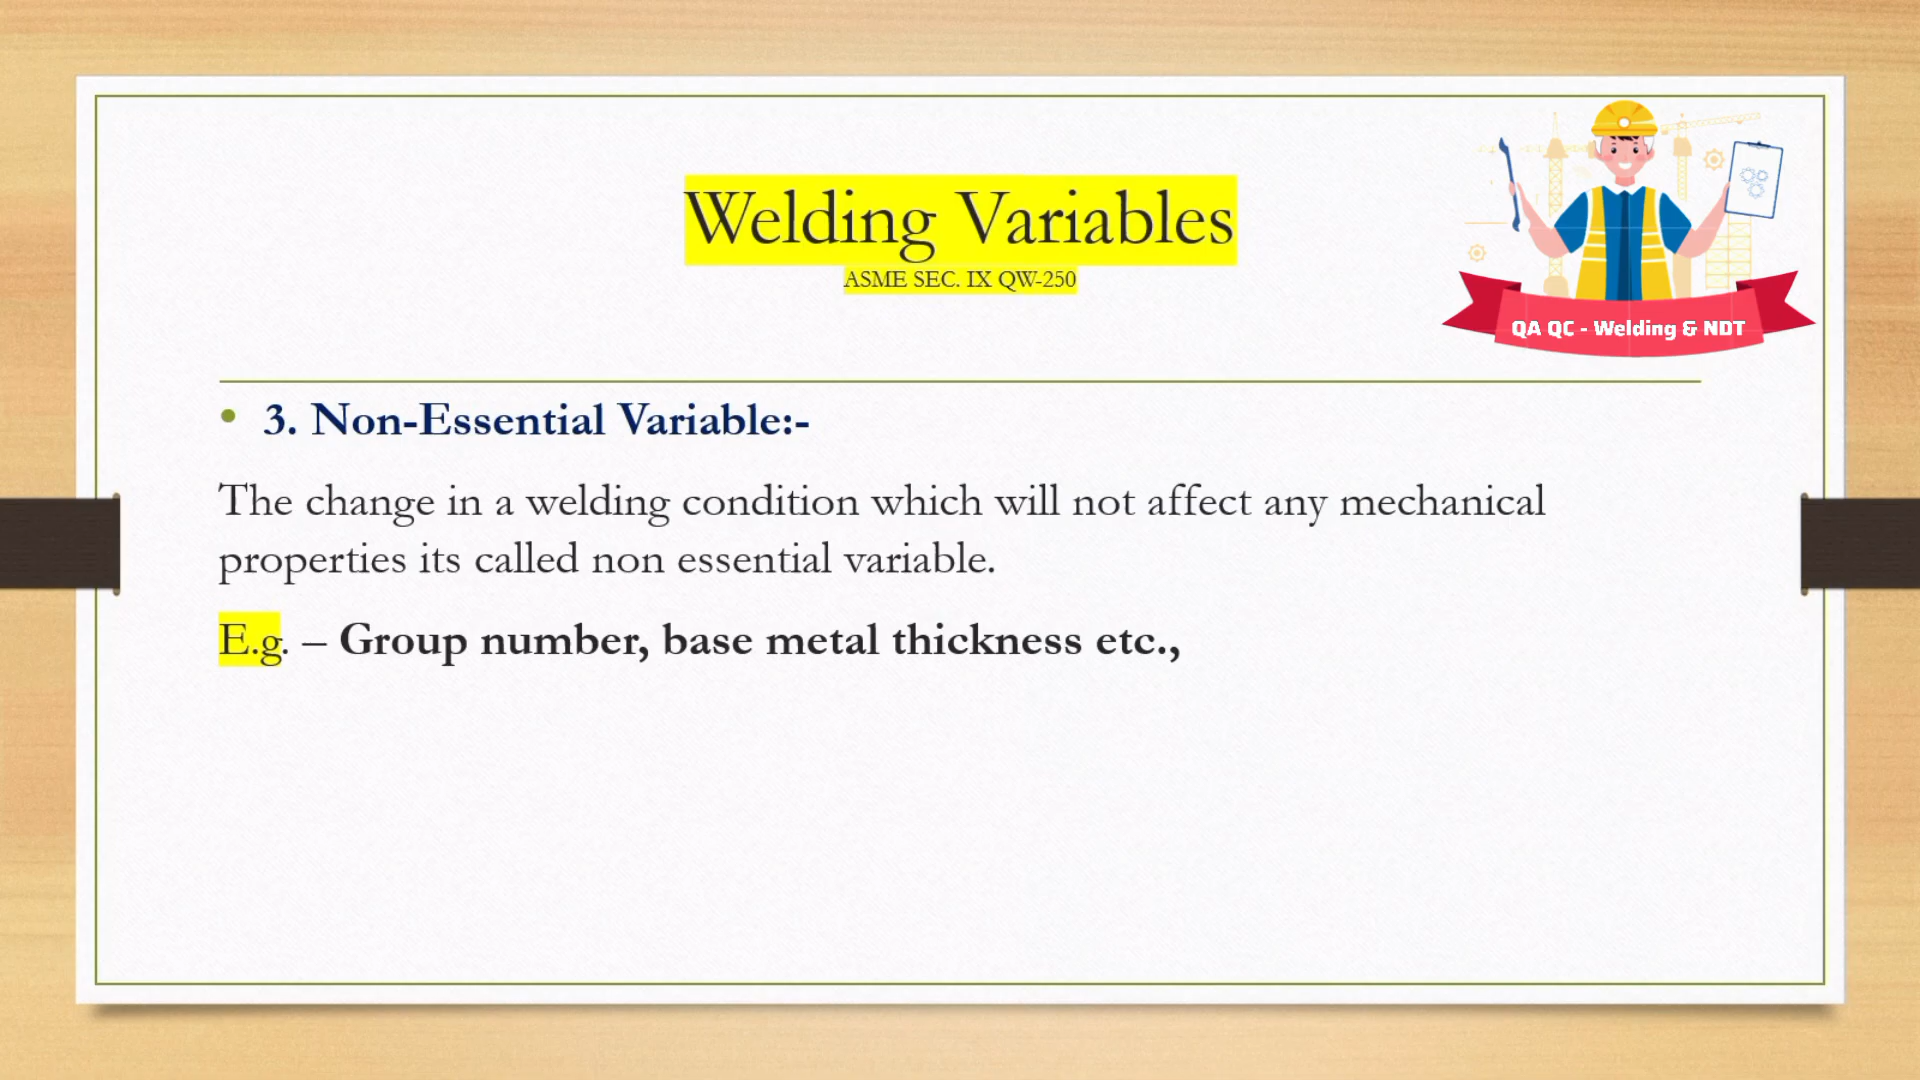 Welding Variables
ASME SEC. IX QW-250
QA QC - Welding & NDT
• 3. Non-Essential Variable:-
The change in a welding condition which will not affect any mechanical
properties its called non essential variable.
E.g. – Group number, base metal thickness etc.,